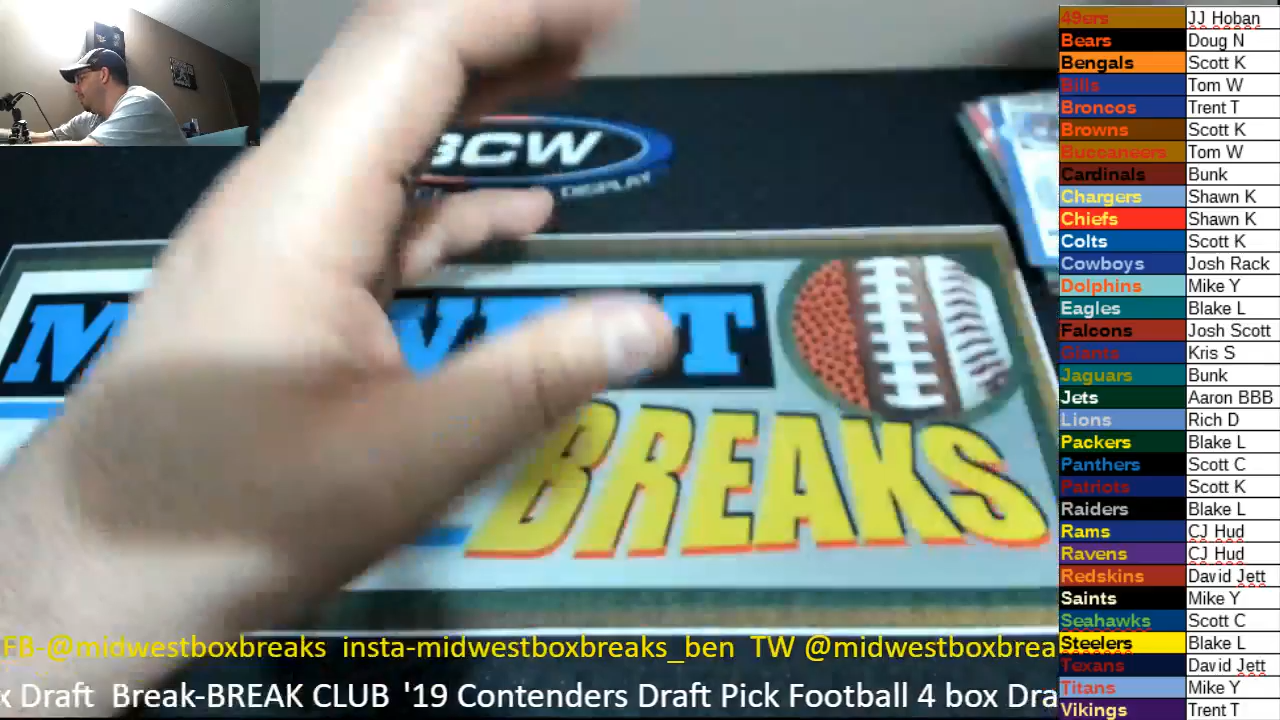 BCW
DISPLAY
BREAKS
49ers JJ Hoban
Bears Doug N
Bengals Scott K
Bills Tom W
Broncos Trent T
Browns Scott K
Buccaneers Tom W
Cardinals Bunk
Chargers Shawn K
Chiefs Shawn K
Colts Scott K
Cowboys Josh Rack
Dolphins Mike Y
Eagles Blake L
Falcons Josh Scott
Giants Kris S
Jaguars Bunk
Jets Aaron BBB
Lions Rich D
Packers Blake L
Panthers Scott C
Patriots Scott K
Raiders Blake L
Rams CJ Hud
Ravens CJ Hud
Redskins David Jett
Saints Mike Y
Seahawks Scott C
Steelers Blake L
Texans David Jett
Titans Mike Y
Vikings Trent T
FB-@midwestboxbreaks insta-midwestboxbreaks_ben TW @midwestboxbrea
x Draft Break-BREAK CLUB '19 Contenders Draft Pick Football 4 box Dra